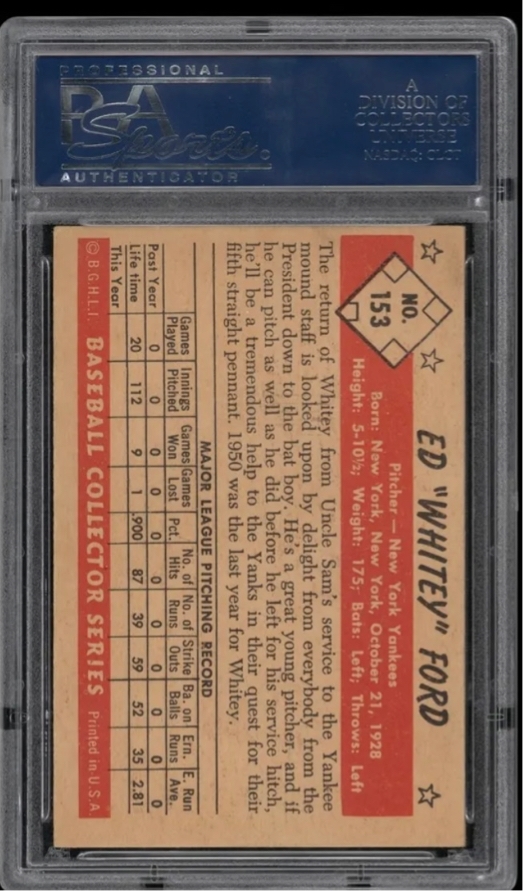 PROFESSIONAL
PSA
Sports
AUTHENTICATOR
A
DIVISION OF
COLLECTORS
UNIVERSE
NASDAQ: CLCT
NO.
153
ED "WHITEY" FORD
Pitcher — New York Yankees
Born: New York, New York, October 21, 1928
Height: 5-10½; Weight: 175; Bats: Left; Throws: Left
The return of Whitey from Uncle Sam's service to the Yankee
mound staff is looked upon by delight from everybody from the
President down to the bat boy. He's a great young pitcher, and if
he can pitch as well as he did before he left for his service hitch,
he'll be a tremendous help to the Yanks in their quest for their
fifth straight pennant. 1950 was the last year for Whitey.
MAJOR LEAGUE PITCHING RECORD
Games Innings Games Games No. of No. of Strike Ba. on Ern. E. Run
Played Pitched Won Lost Pct. Hits Runs Outs Balls Runs Ave.
Past Year 0 0 0 0 0 0 0 0 0 0 0
Life time 20 112 9 1 .900 87 39 59 52 35 2.81
This Year
© B.G.H.L.I. BASEBALL COLLECTOR SERIES Printed in U.S.A.